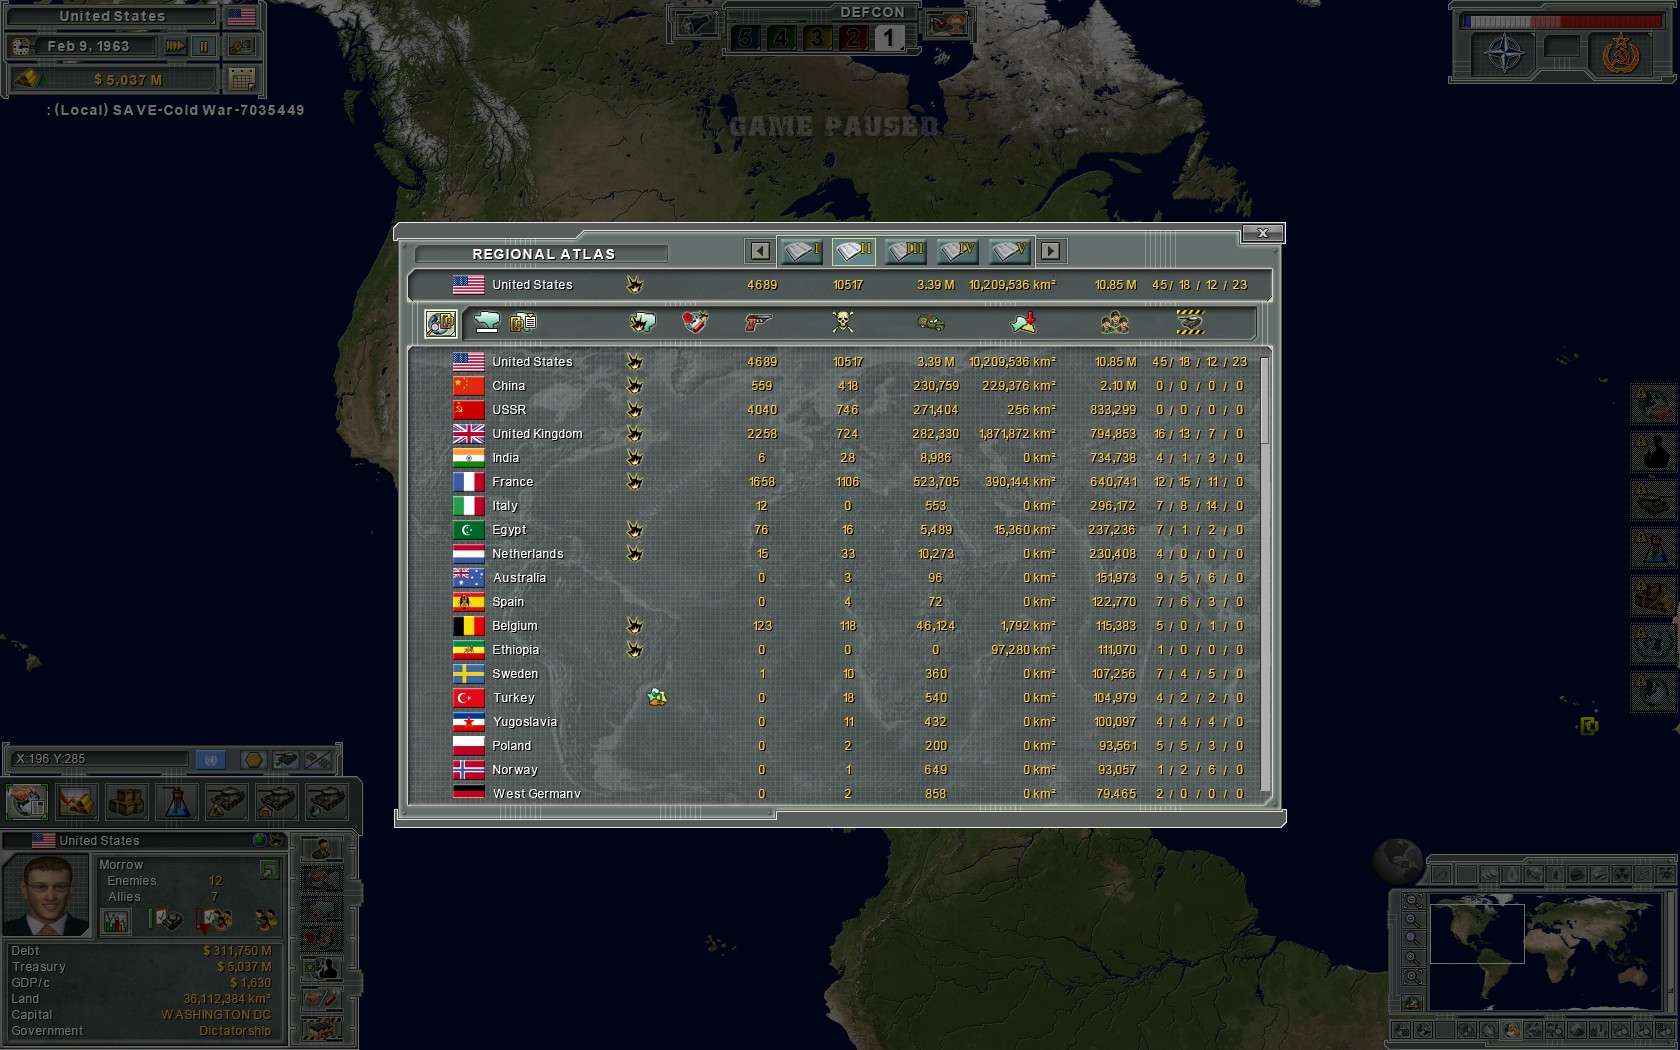 United States
Feb 9, 1963
$ 5,037 M
: (Local) SAVE-Cold War-7035449
DEFCON
5 4 3 2 1
GAME PAUSED
REGIONAL ATLAS
I II III IV V
X
United States 4689 10517 3.39 M 10,209,536 km² 10.85 M 45 / 18 / 12 / 23
United States 4689 10517 3.39 M 10,209,536 km² 10.85 M 45 / 18 / 12 / 23
China 559 418 230,759 229,376 km² 2.10 M 0 / 0 / 0 / 0
USSR 4040 746 271,404 256 km² 833,299 0 / 0 / 0 / 0
United Kingdom 2258 724 282,330 1,871,872 km² 794,853 16 / 13 / 7 / 0
India 6 28 8,986 0 km² 734,738 4 / 1 / 3 / 0
France 1658 1106 523,705 390,144 km² 640,741 12 / 15 / 11 / 0
Italy 12 0 553 0 km² 296,172 7 / 8 / 14 / 0
Egypt 76 16 5,489 15,360 km² 237,236 7 / 1 / 2 / 0
Netherlands 15 33 10,273 0 km² 230,408 4 / 0 / 0 / 0
Australia 0 3 96 0 km² 151,973 9 / 5 / 6 / 0
Spain 0 4 72 0 km² 122,770 7 / 6 / 3 / 0
Belgium 123 118 46,124 1,792 km² 115,383 5 / 0 / 1 / 0
Ethiopia 0 0 0 97,280 km² 111,070 1 / 0 / 0 / 0
Sweden 1 10 360 0 km² 107,256 7 / 4 / 5 / 0
Turkey 0 18 540 0 km² 104,979 4 / 2 / 2 / 0
Yugoslavia 0 11 432 0 km² 100,097 4 / 4 / 4 / 0
Poland 0 2 200 0 km² 93,561 5 / 5 / 3 / 0
Norway 0 1 649 0 km² 93,057 1 / 2 / 6 / 0
West Germany 0 2 858 0 km² 79,465 2 / 0 / 0 / 0
X:196 Y:285
United States
Morrow
Enemies 12
Allies 7
Debt $ 311,750 M
Treasury $ 5,037 M
GDP/c $ 1,630
Land 36,112,384 km²
Capital WASHINGTON DC
Government Dictatorship